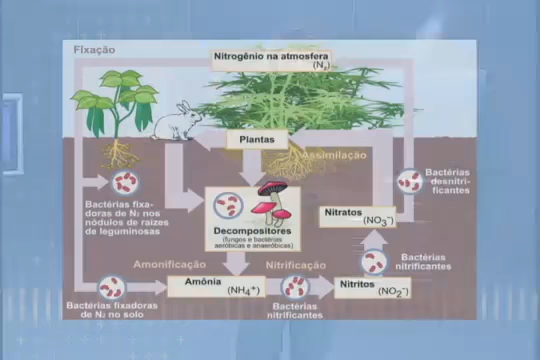 Fixação
Nitrogênio na atmosfera
(N₂)
Plantas
Assimilação
Bactérias
desnitri-
ficantes
Bactérias fixa-
doras de N₂ nos
nódulos de raízes
de leguminosas
Decompositores
(fungos e bactérias
aeróbicas e anaeróbicas)
Nitratos
(NO₃⁻)
Bactérias
nitrificantes
Amonificação
Nitrificação
Amônia
(NH₄⁺)
Nitritos
(NO₂⁻)
Bactérias fixadoras
de N₂ no solo
Bactérias
nitrificantes